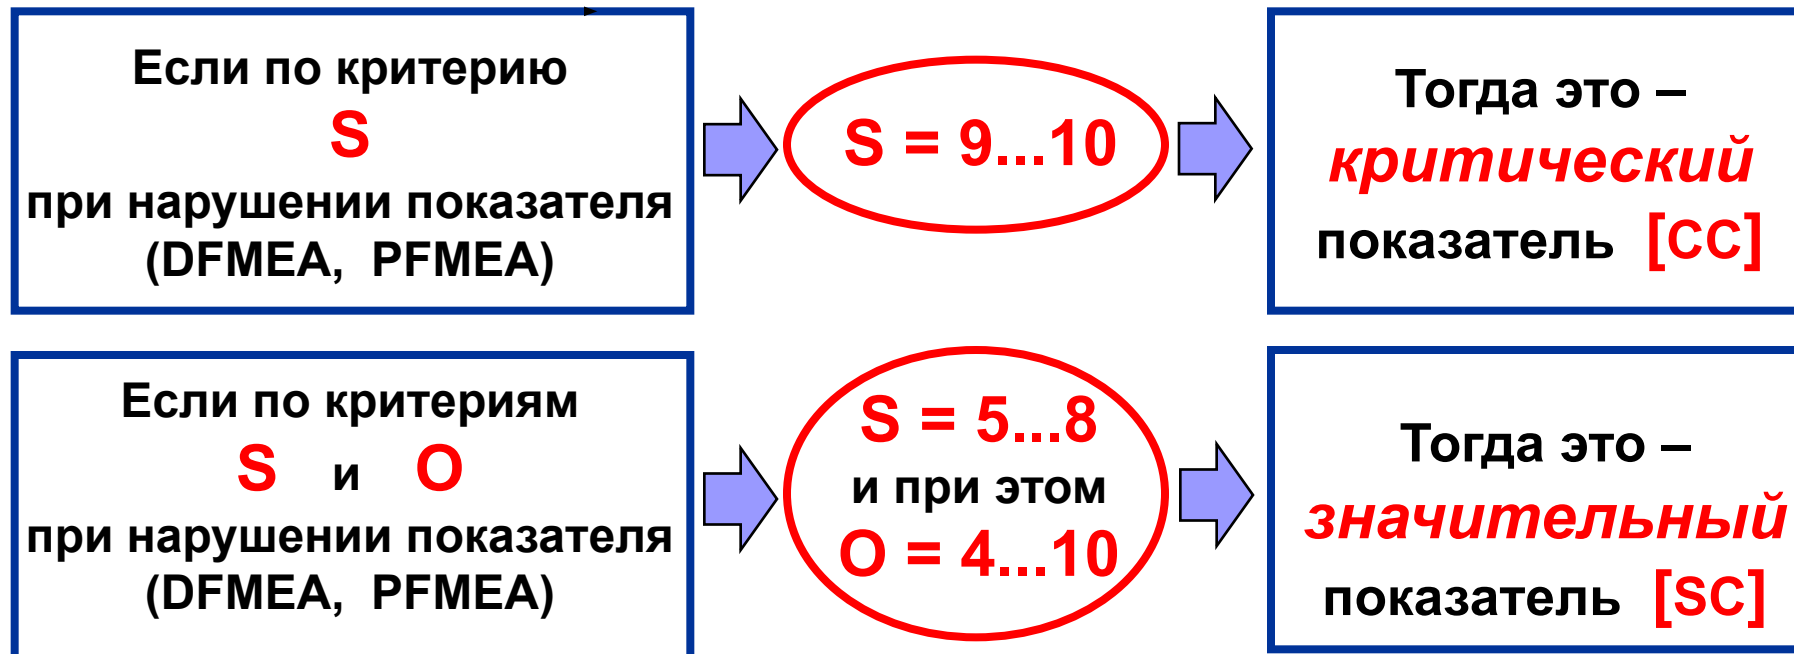 Если по критерию
S
при нарушении показателя
(DFMEA, PFMEA)
S = 9...10
Тогда это –
критический
показатель [CC]
Если по критериям
S и O
при нарушении показателя
(DFMEA, PFMEA)
S = 5...8
и при этом
O = 4...10
Тогда это –
значительный
показатель [SC]